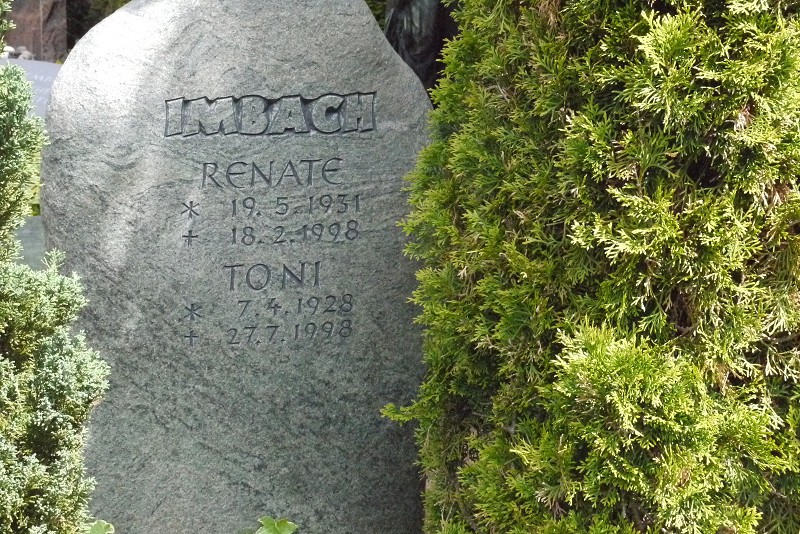 IMBACH
RENATE
* 19.5.1931
+ 18.2.1998
TONI
* 7.4.1928
+ 27.7.1998